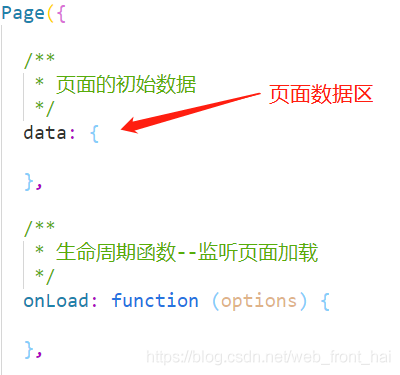 Page({
/**
* 页面的初始数据
*/
data: {
页面数据区
},
/**
* 生命周期函数--监听页面加载
*/
onLoad: function (options) {
},
https://blog.csdn.net/web_front_hai